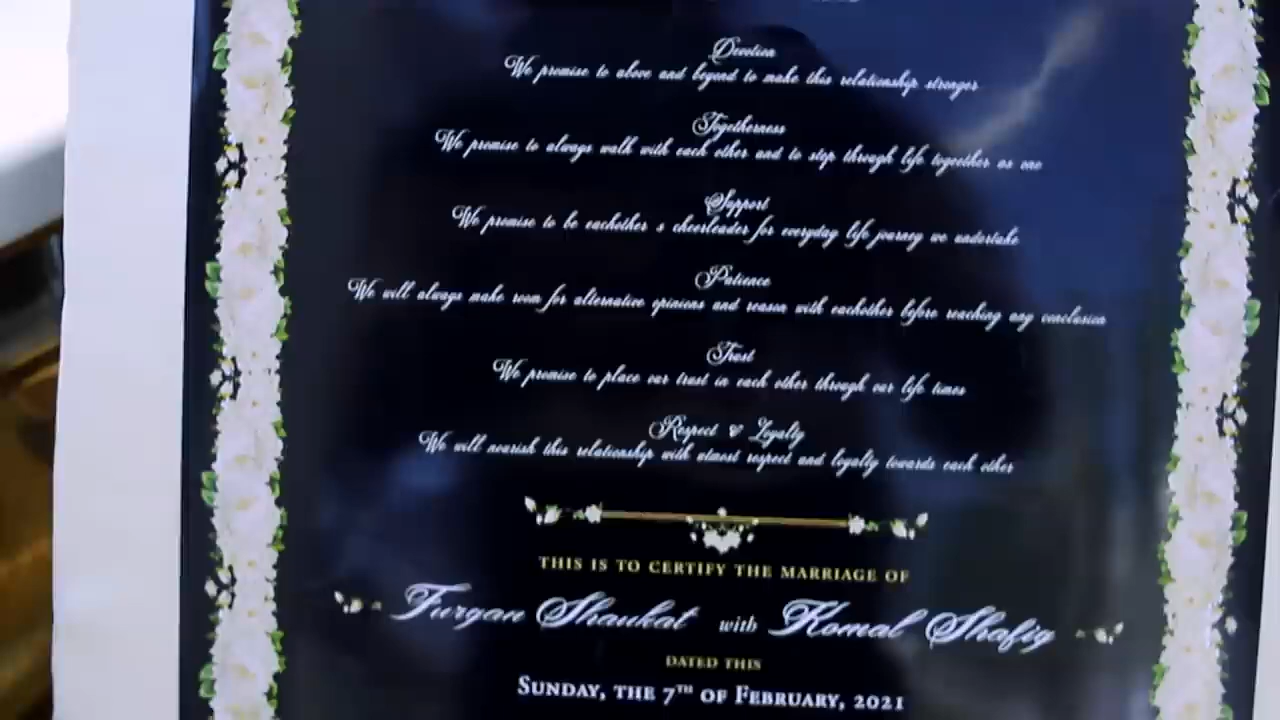 Devotion
We promise to above and beyond to make this relationship stronger
Togetherness
We promise to always walk with each other and to step through life togeether as one
Support
We promise to be eachother s cheerleader for everyday life journey we undertake
Patience
We will always make room for alternative opinions and reason with eachother before reaching any conclusion
Trust
We promise to place our trust in each other through our life times
Respect & Loyalty
We will nourish this relationship with utmost respect and loyalty towards each other
THIS IS TO CERTIFY THE MARRIAGE OF
Furqan Shaukat with Komal Shafiq
DATED THIS
SUNDAY, THE 7TH OF FEBRUARY, 2021